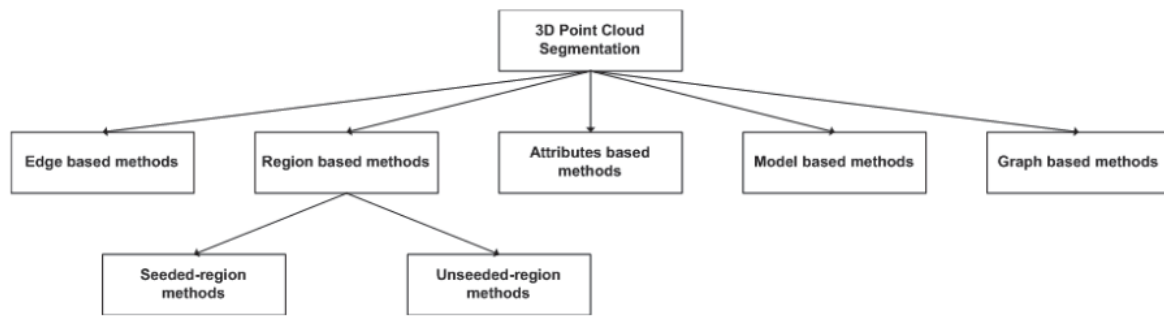 3D Point Cloud
Segmentation
Edge based methods
Region based methods
Attributes based
methods
Model based methods
Graph based methods
Seeded-region
methods
Unseeded-region
methods